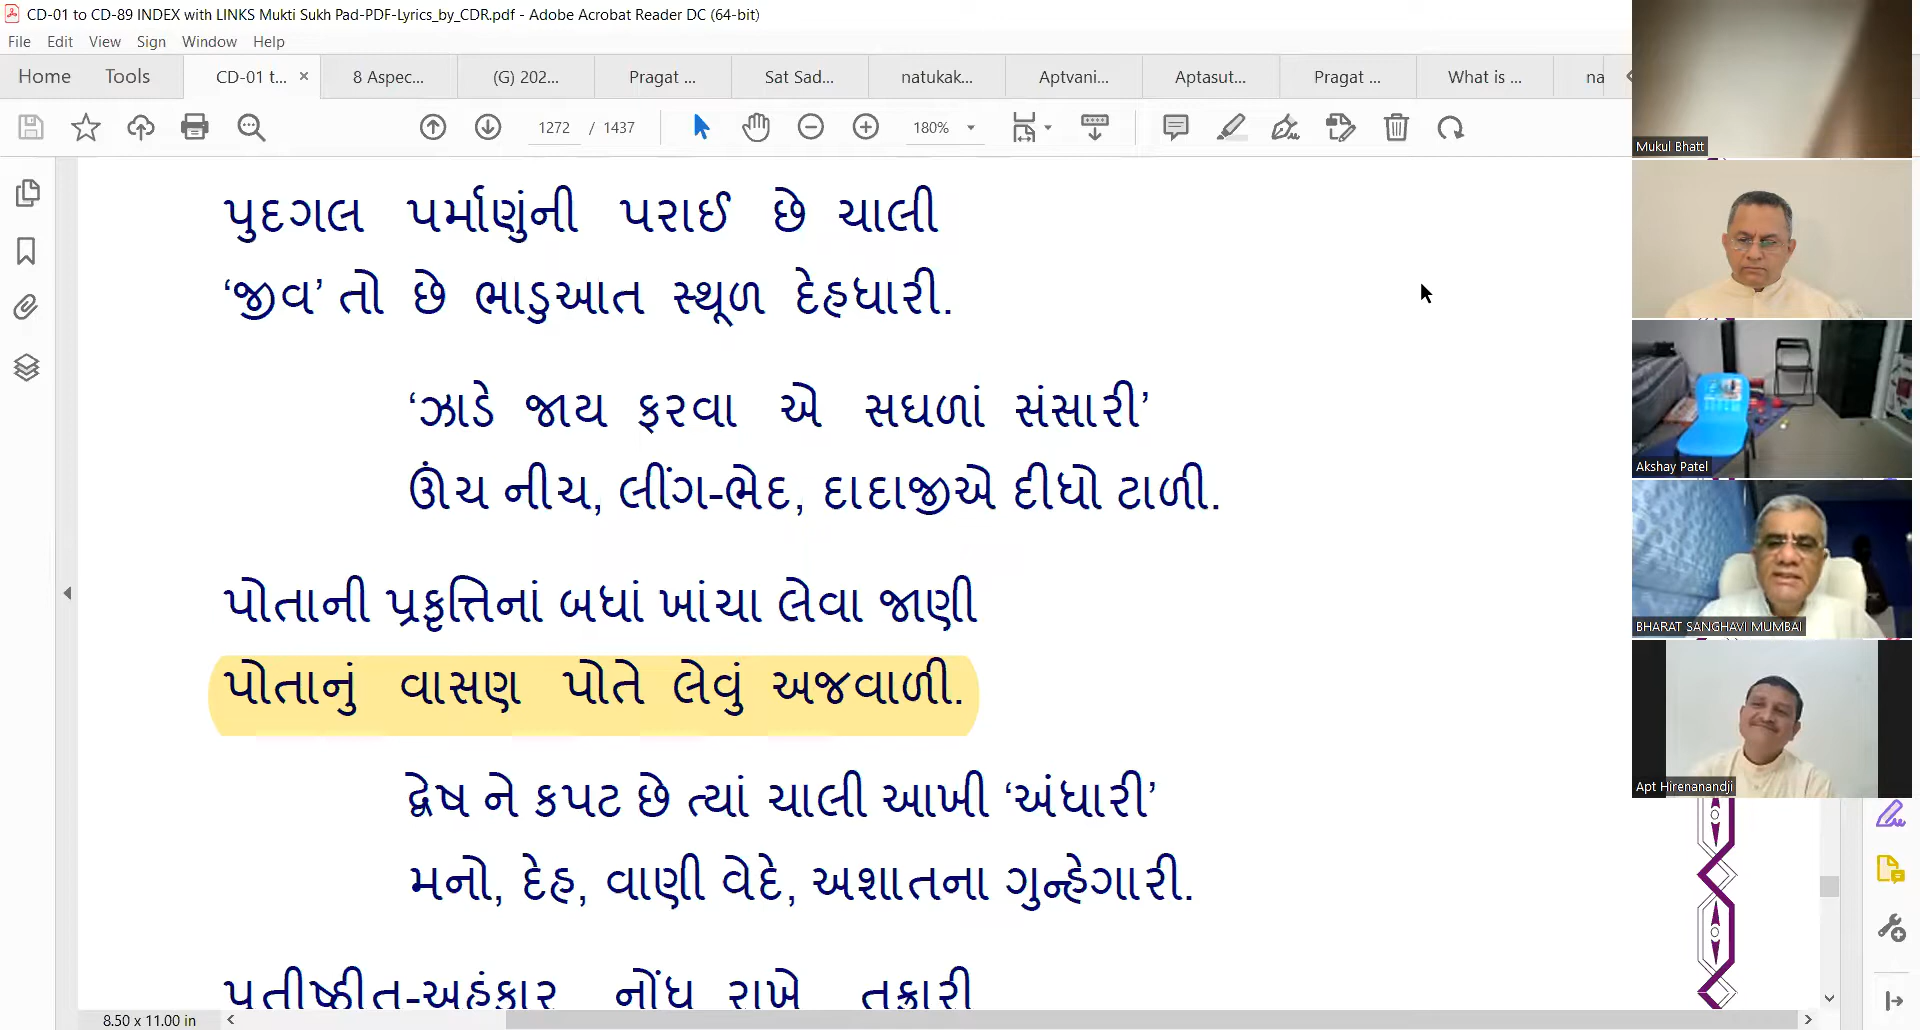 CD-01 to CD-89 INDEX with LINKS Mukti Sukh Pad-PDF-Lyrics_by_CDR.pdf - Adobe Acrobat Reader DC (64-bit)
File Edit View Sign Window Help
Home Tools CD-01 t... × 8 Aspec... (G) 202... Pragat ... Sat Sad... natukak... Aptvani... Aptasut... Pragat ... What is ... na
1272 / 1437 180%
પુદગલ પર્માણુંની પરાઈ છે ચાલી
‘જીવ’ તો છે ભાડુઆત સ્થૂળ દેહધારી.
‘ઝાડે જાય ફરવા એ સઘળાં સંસારી’
ઊંચ નીચ, લીંગ-ભેદ, દાદાજીએ દીધો ટાળી.
પોતાની પ્રકૃત્તિનાં બધાં ખાંચા લેવા જાણી
પોતાનું વાસણ પોતે લેવું અજવાળી.
દ્વેષ ને કપટ છે ત્યાં ચાલી આખી ‘અંધારી’
મનો, દેહ, વાણી વેદે, અશાતના ગુન્હેગારી.
પ્રતીષ્ઠીત-અહંકાર નોંધ રાખે તક્રારી
8.50 x 11.00 in
Mukul Bhatt
Akshay Patel
BHARAT SANGHAVI MUMBAI
Apt Hirenanandji